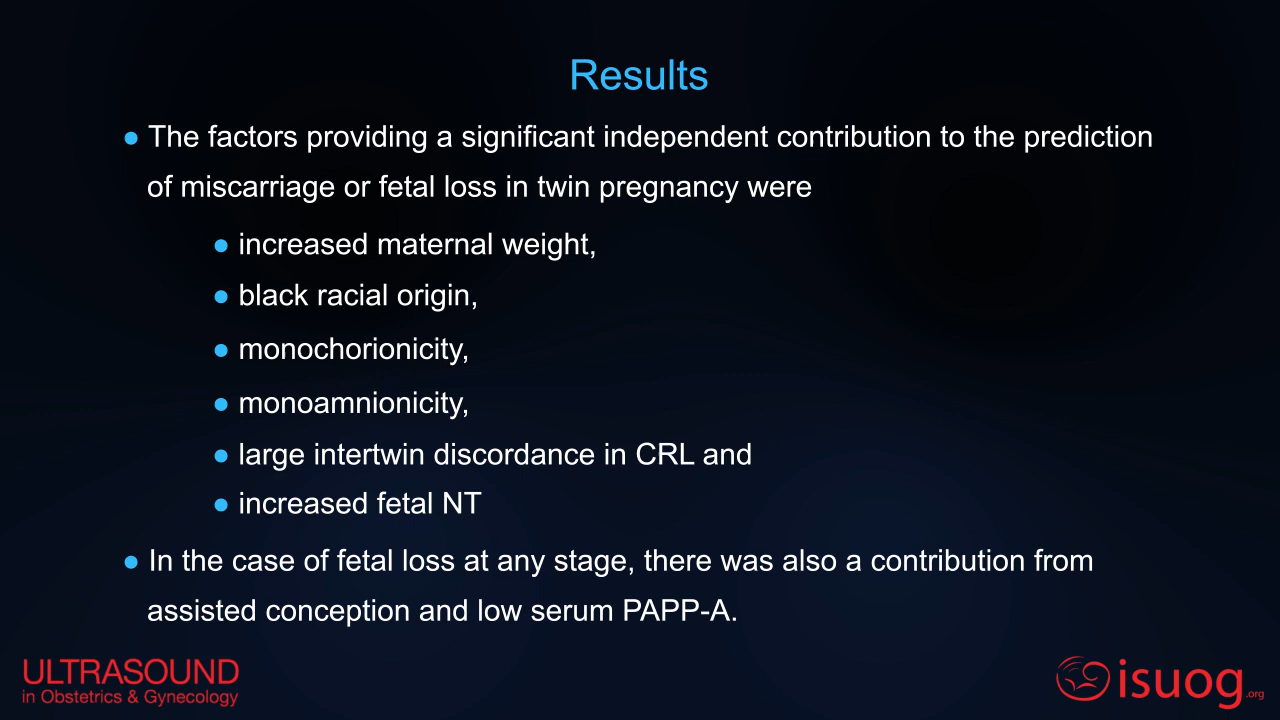 Results
● The factors providing a significant independent contribution to the prediction
of miscarriage or fetal loss in twin pregnancy were
● increased maternal weight,
● black racial origin,
● monochorionicity,
● monoamnionicity,
● large intertwin discordance in CRL and
● increased fetal NT
● In the case of fetal loss at any stage, there was also a contribution from
assisted conception and low serum PAPP-A.
ULTRASOUND
in Obstetrics & Gynecology
isuog.org